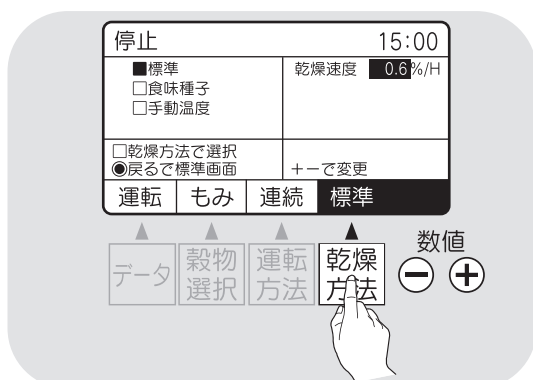 停止 15:00
■標準 乾燥速度 0.6%/H
□食味種子
□手動温度
□乾燥方法で選択
◉戻るで標準画面 +-で変更
運転 もみ 連続 標準
データ 穀物選択 運転方法 乾燥方法 数値